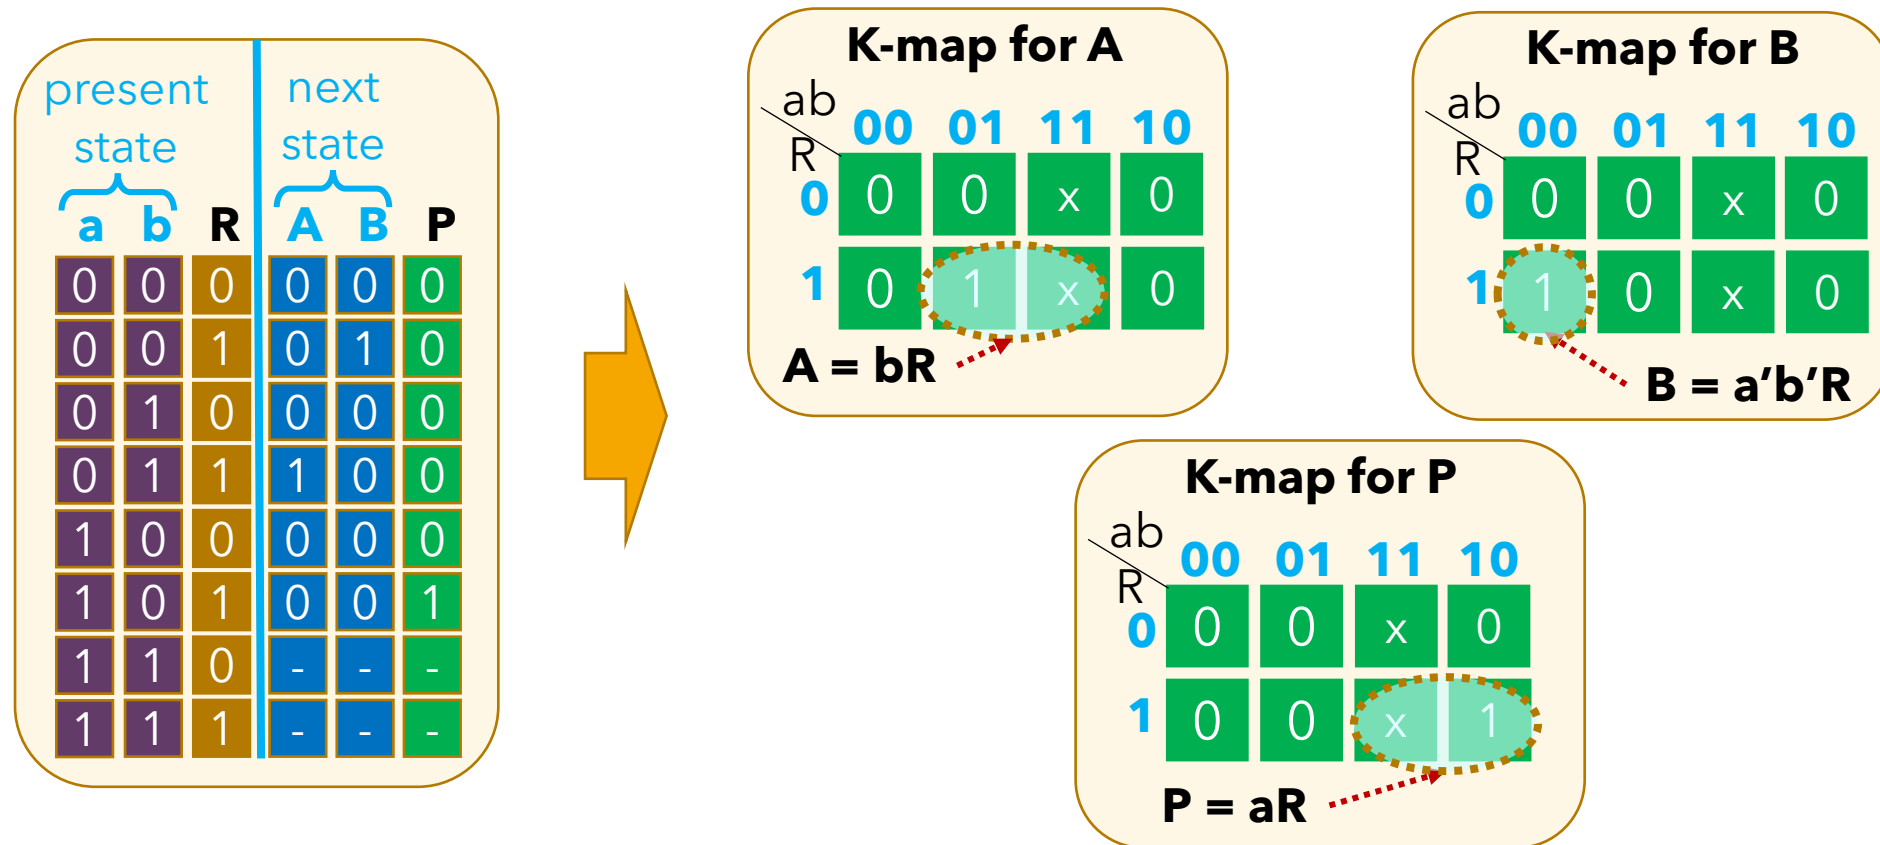 present next
state state
a b R A B P
0 0 0 0 0 0
0 0 1 0 1 0
0 1 0 0 0 0
0 1 1 1 0 0
1 0 0 0 0 0
1 0 1 0 0 1
1 1 0 - - -
1 1 1 - - -
K-map for A
ab
R
00 01 11 10
0 0 0 x 0
1 0 1 x 0
A = bR
K-map for B
ab
R
00 01 11 10
0 0 0 x 0
1 1 0 x 0
B = a’b’R
K-map for P
ab
R
00 01 11 10
0 0 0 x 0
1 0 0 x 1
P = aR